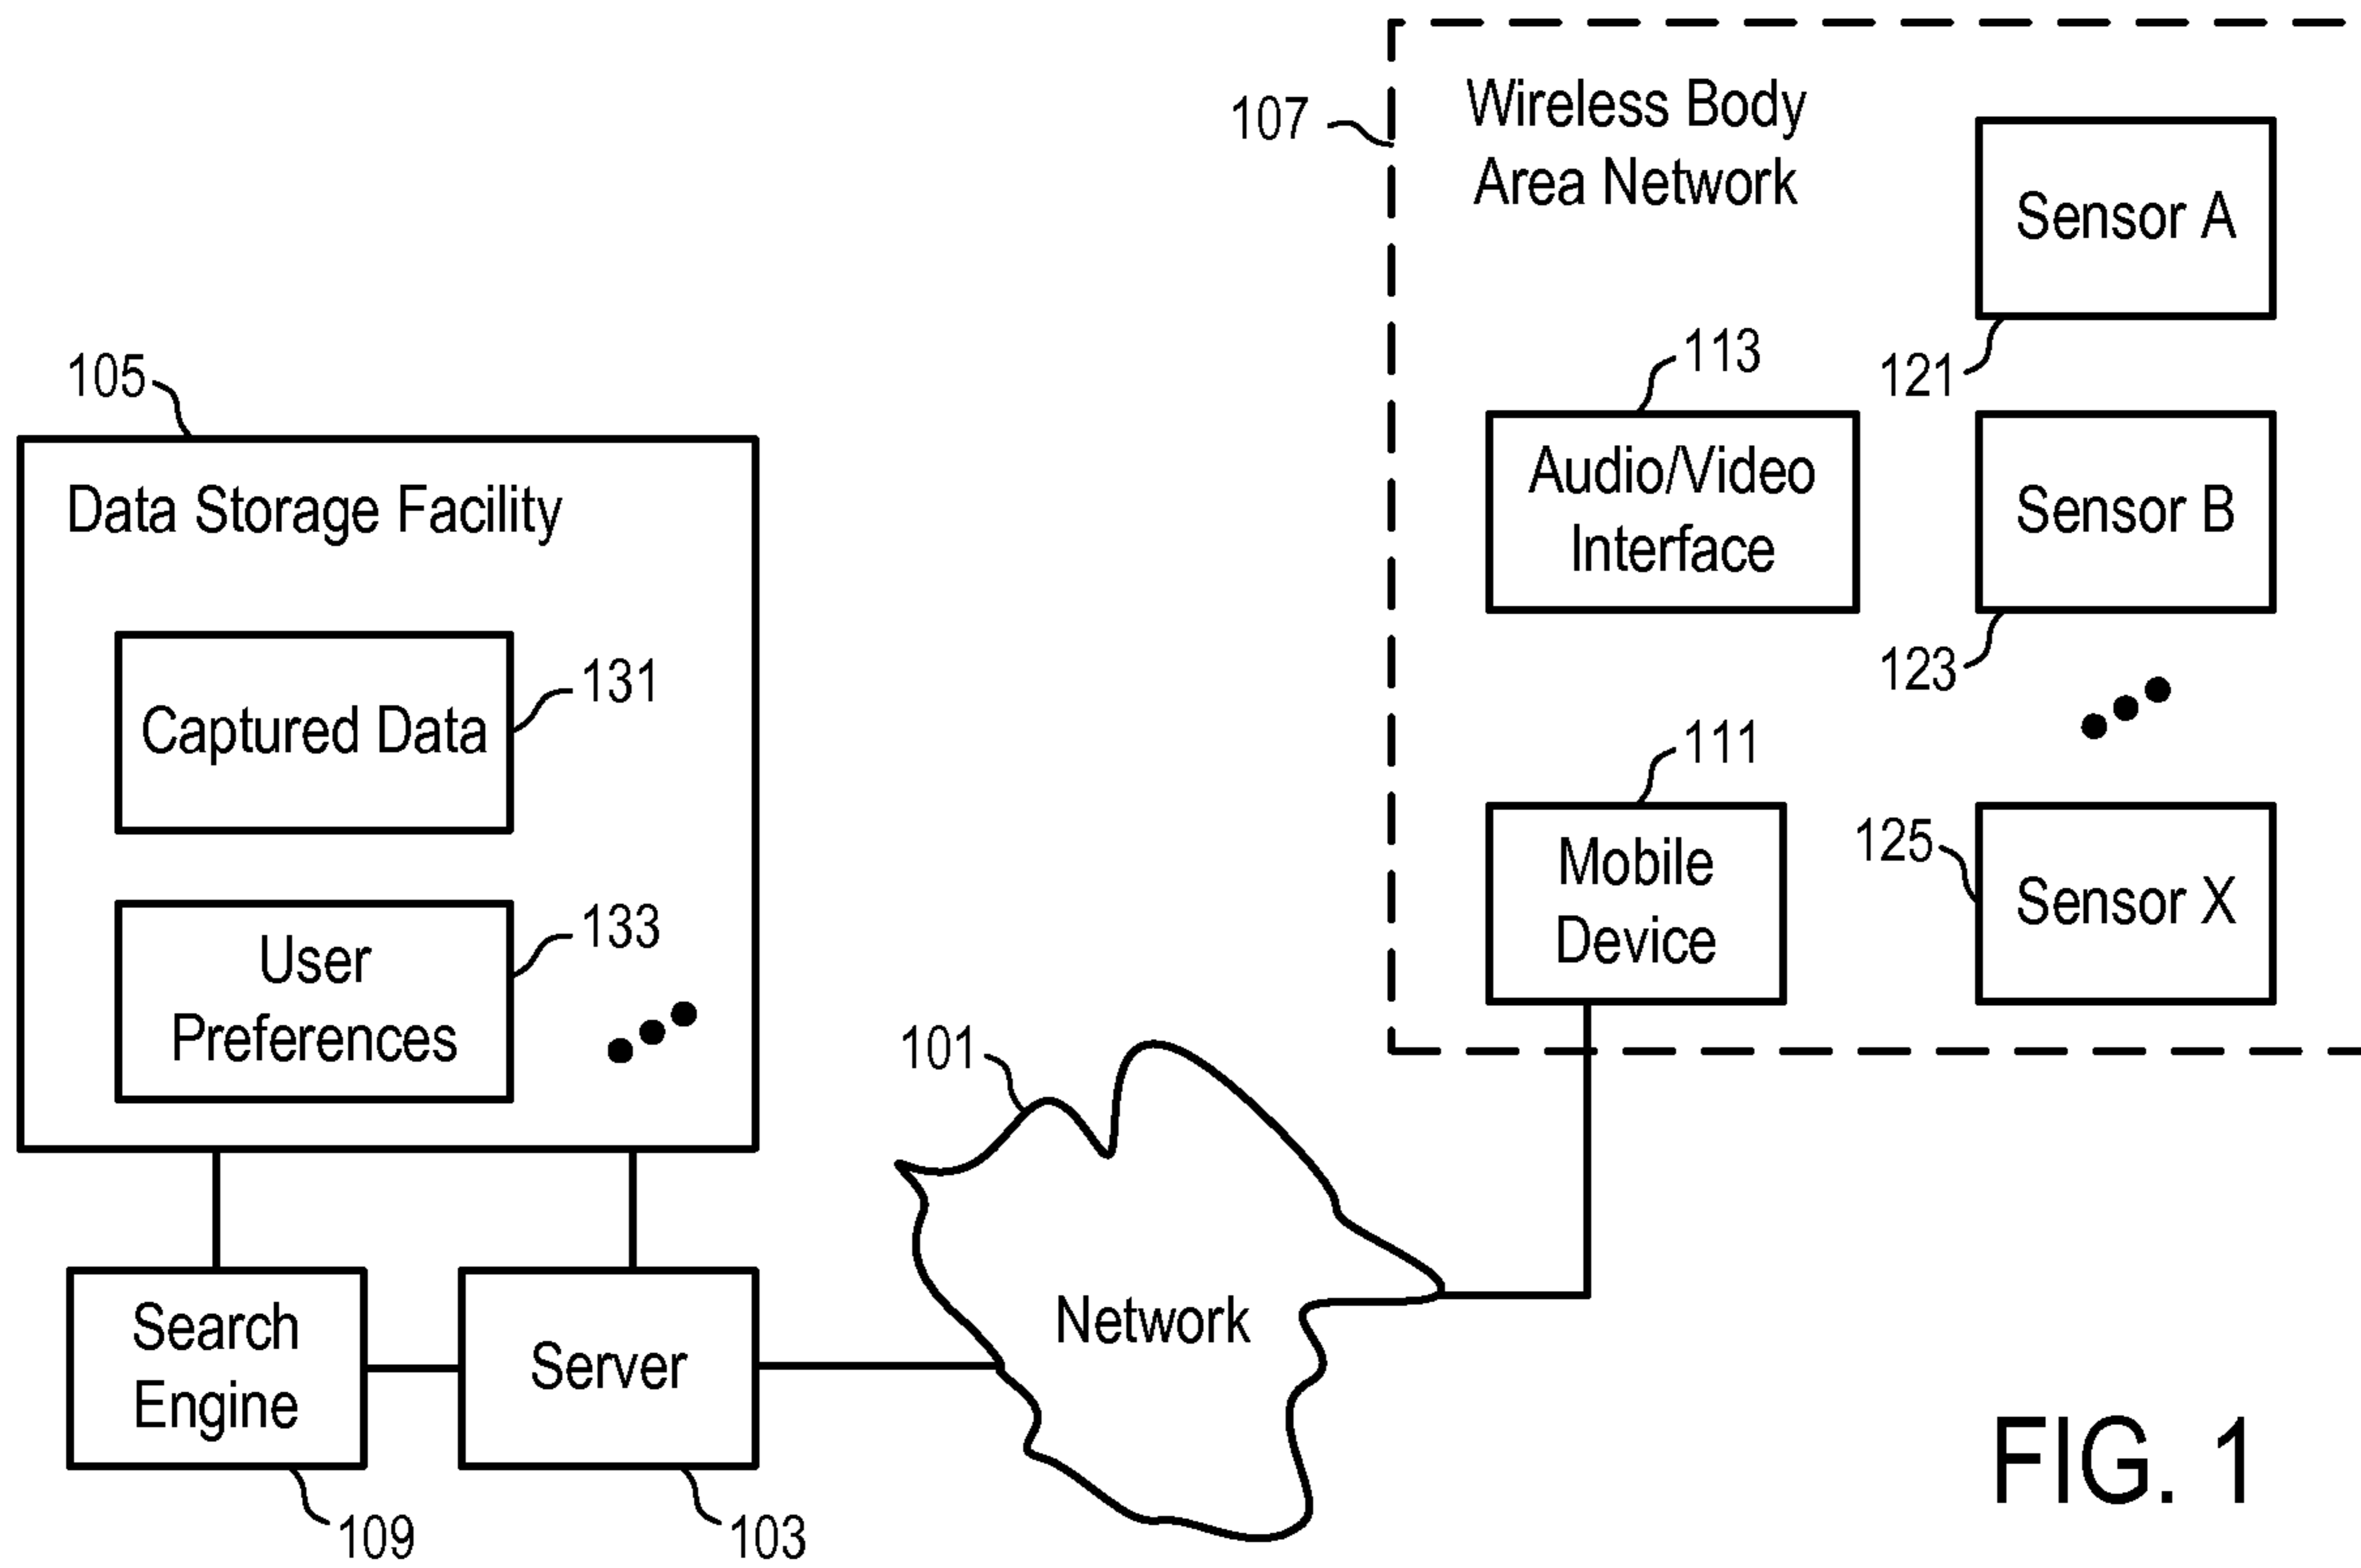 107
Wireless Body
Area Network
Sensor A
121
113
Audio/Video
Interface
Sensor B
123
111
Mobile
Device
125
Sensor X
105
Data Storage Facility
Captured Data
131
User
Preferences
133
101
Network
Search
Engine
109
Server
103
FIG. 1